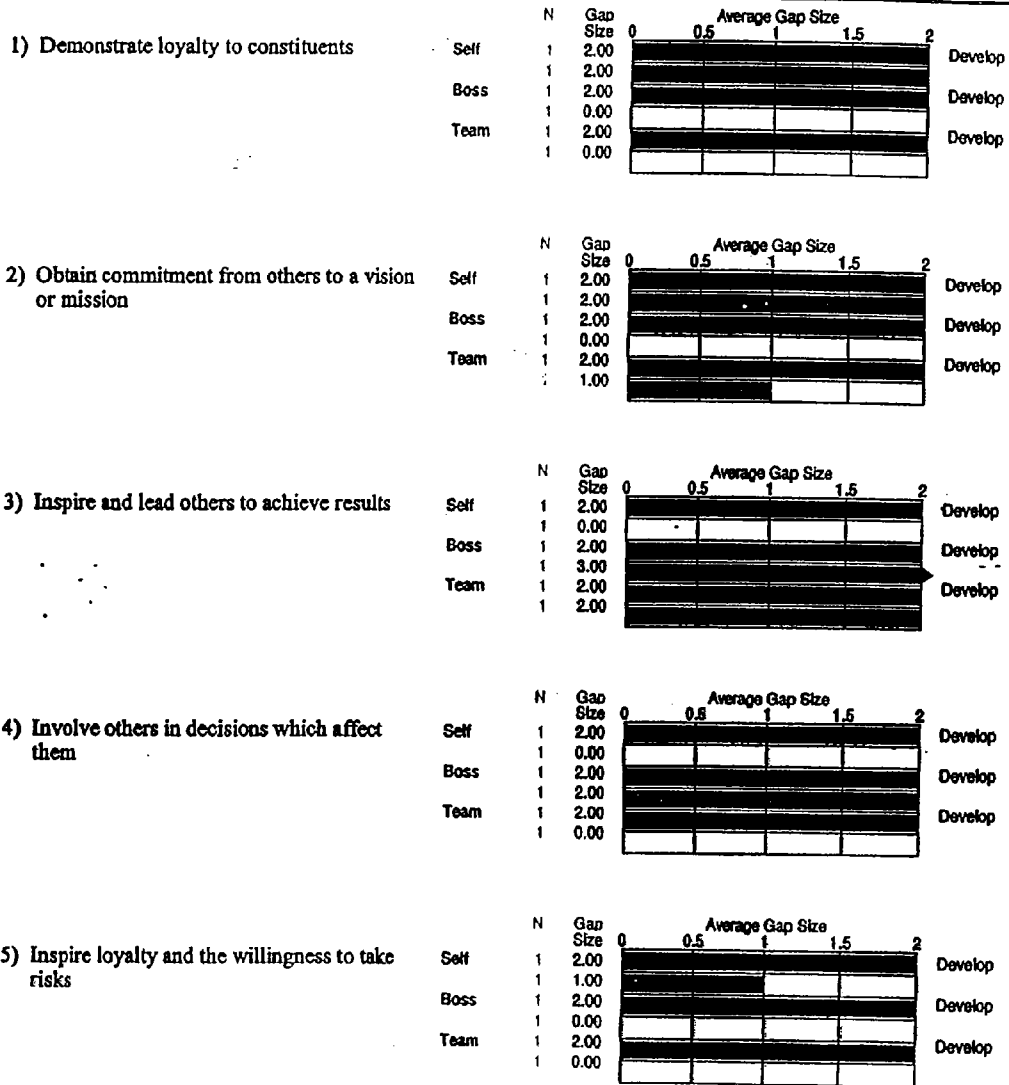 N Gap Average Gap Size
Size 0 0.5 1 1.5 2
1) Demonstrate loyalty to constituents Self 1 2.00 Develop
1 2.00
Boss 1 2.00 Develop
1 0.00
Team 1 2.00 Develop
1 0.00
N Gap Average Gap Size
Size 0 0.5 1 1.5 2
2) Obtain commitment from others to a vision Self 1 2.00 Develop
or mission 1 2.00
Boss 1 2.00 Develop
1 0.00
Team 1 2.00 Develop
1 1.00
N Gap Average Gap Size
Size 0 0.5 1 1.5 2
3) Inspire and lead others to achieve results Self 1 2.00 Develop
1 0.00
Boss 1 2.00 Develop
1 3.00
Team 1 2.00 Develop
1 2.00
N Gap Average Gap Size
Size 0 0.5 1 1.5 2
4) Involve others in decisions which affect Self 1 2.00 Develop
them 1 0.00
Boss 1 2.00 Develop
1 2.00
Team 1 2.00 Develop
1 0.00
N Gap Average Gap Size
Size 0 0.5 1 1.5 2
5) Inspire loyalty and the willingness to take Self 1 2.00 Develop
risks 1 1.00
Boss 1 2.00 Develop
1 0.00
Team 1 2.00 Develop
1 0.00